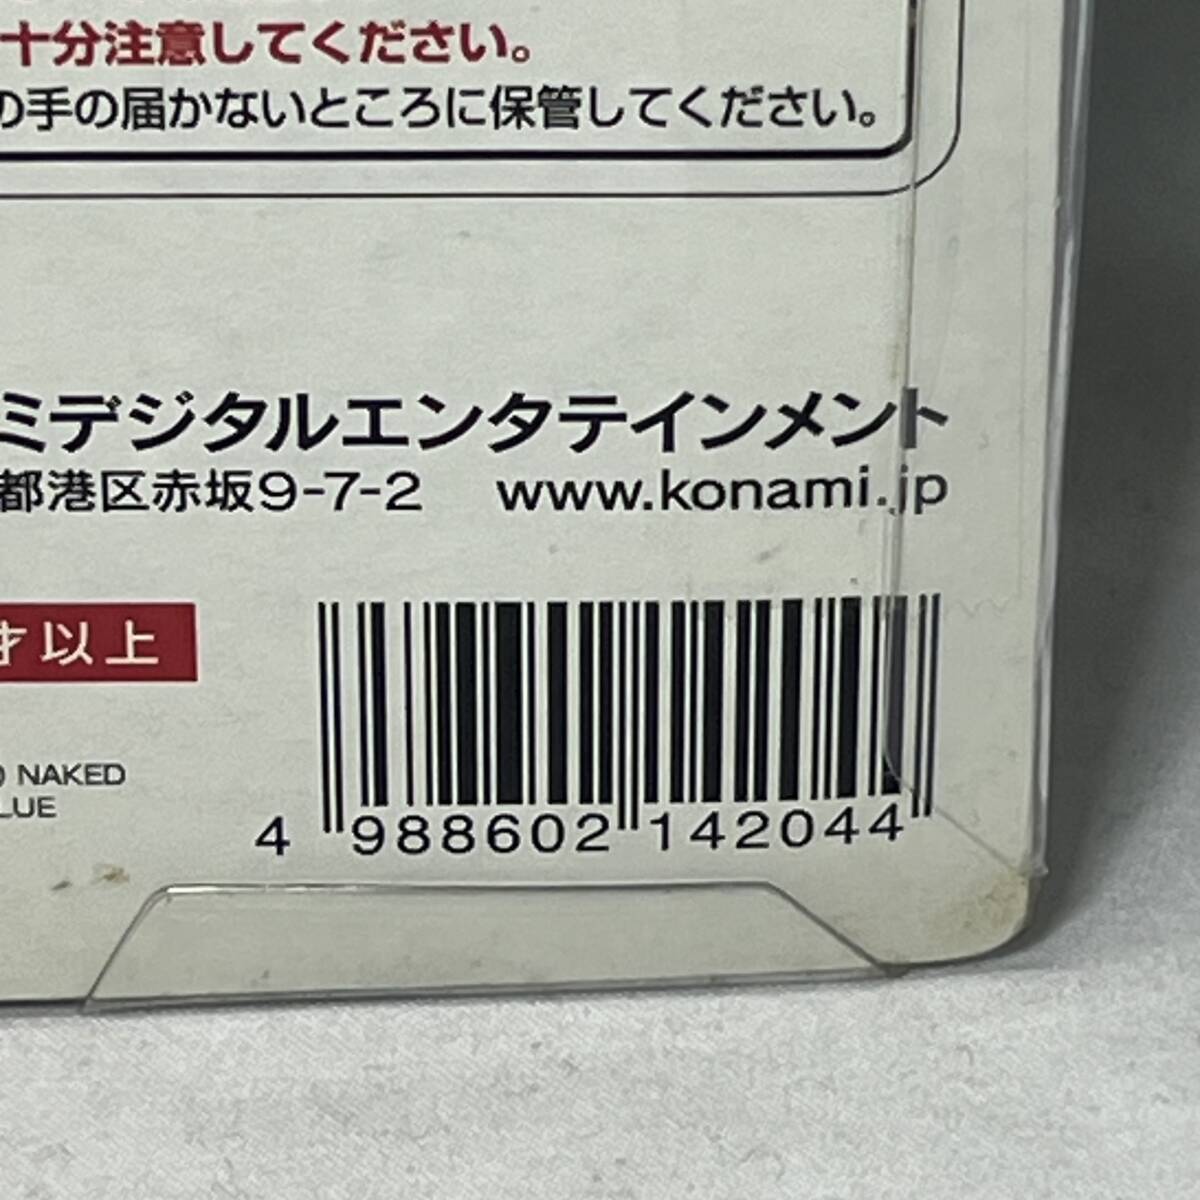 十分注意してください。
の手の届かないところに保管してください。
ミデジタルエンタテインメント
都港区赤坂9-7-2 www.konami.jp
才以上
NAKED
LUE
4 988602 142044